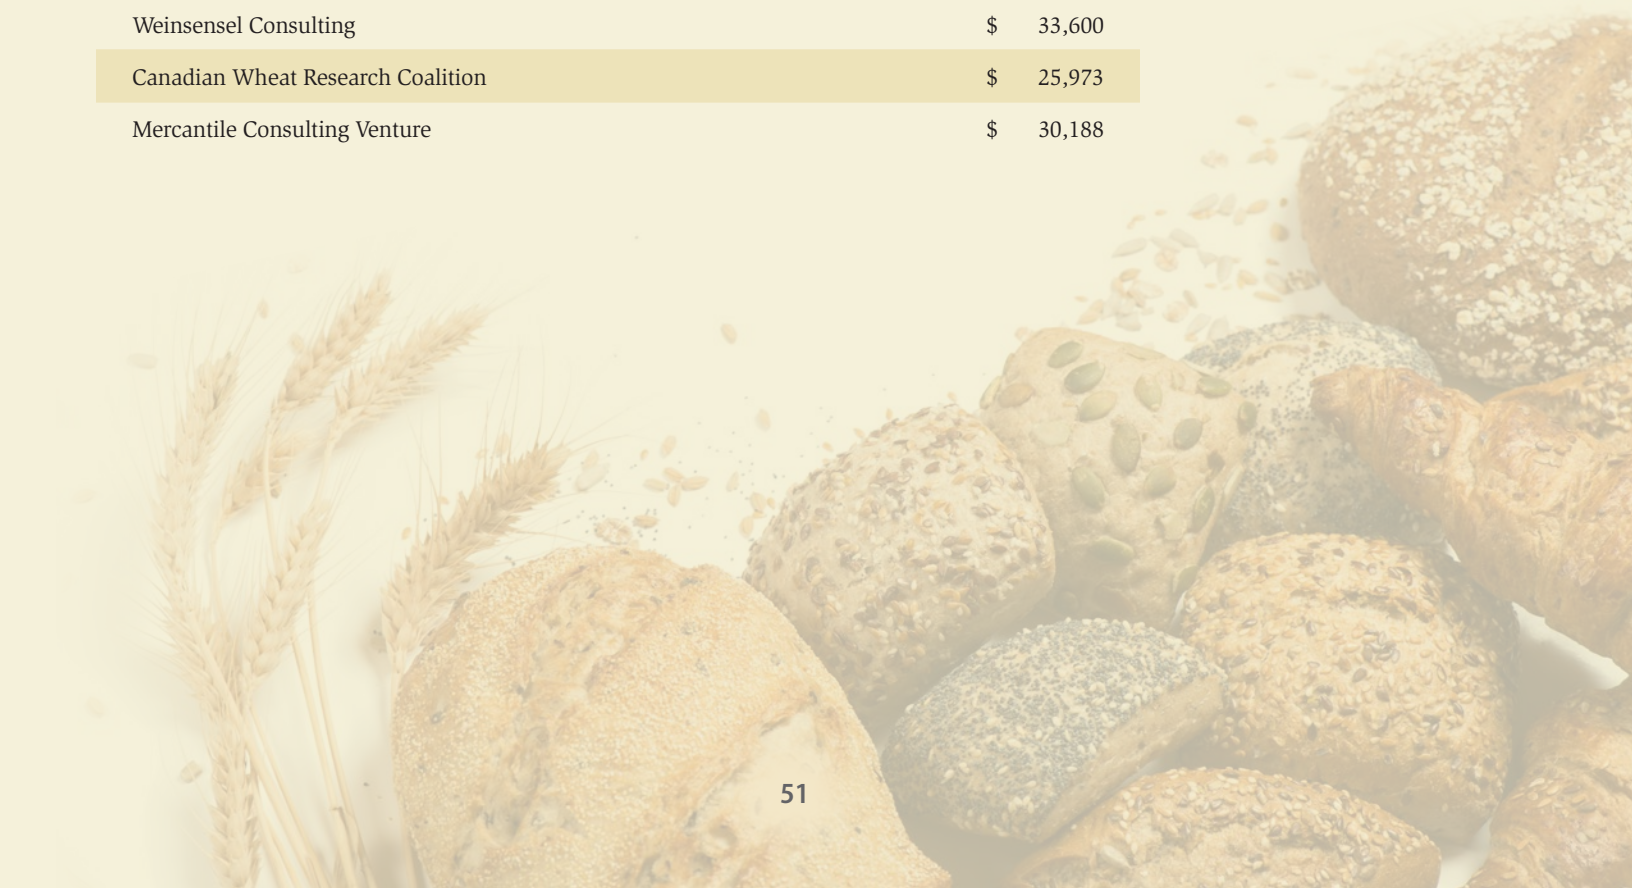 Weinsensel Consulting $ 33,600
Canadian Wheat Research Coalition $ 25,973
Mercantile Consulting Venture $ 30,188
51